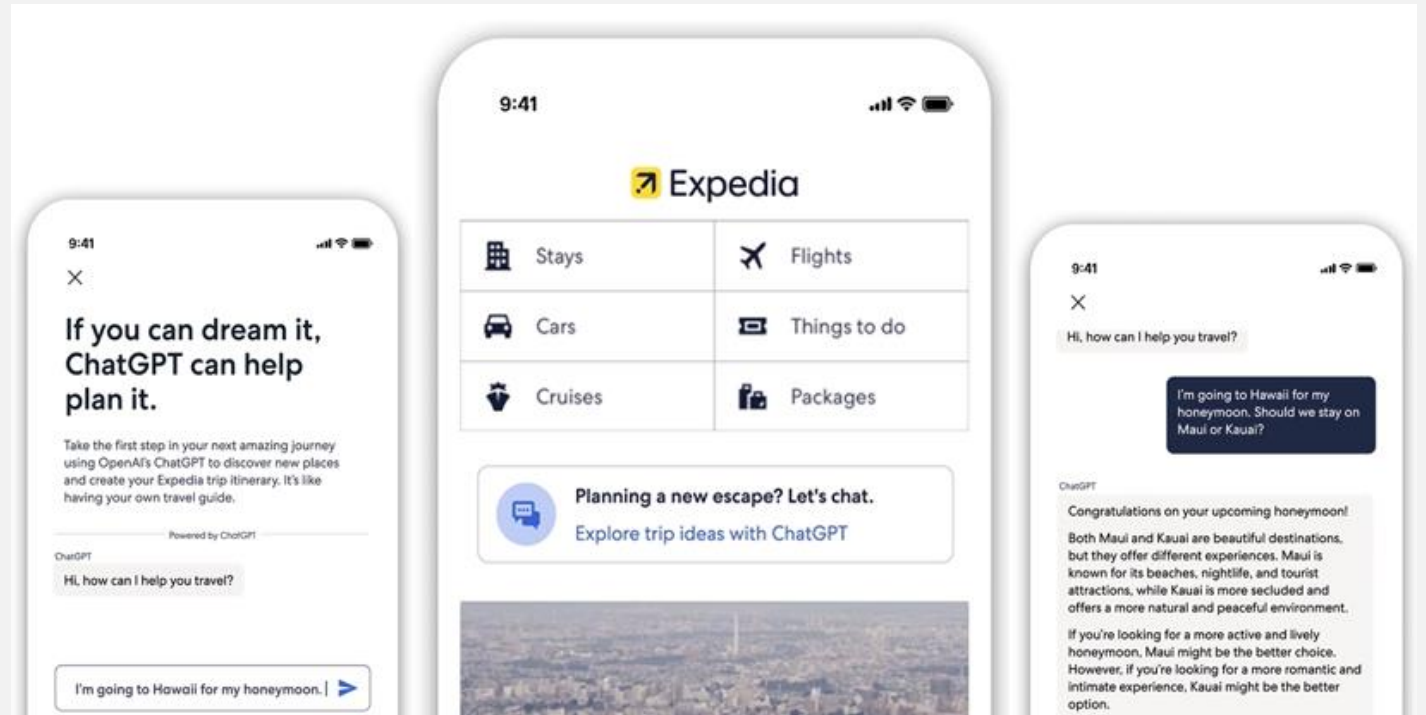 9:41
If you can dream it,
ChatGPT can help
plan it.
Take the first step in your next amazing journey
using OpenAI's ChatGPT to discover new places
and create your Expedia trip itinerary. It's like
having your own travel guide.
Powered by ChatGPT
ChatGPT
Hi, how can I help you travel?
I'm going to Hawaii for my honeymoon.
9:41
Expedia
Stays
Flights
Cars
Things to do
Cruises
Packages
Planning a new escape? Let's chat.
Explore trip ideas with ChatGPT
9:41
Hi, how can I help you travel?
I'm going to Hawaii for my
honeymoon. Should we stay on
Maui or Kauai?
ChatGPT
Congratulations on your upcoming honeymoon!
Both Maui and Kauai are beautiful destinations,
but they offer different experiences. Maui is
known for its beaches, nightlife, and tourist
attractions, while Kauai is more secluded and
offers a more natural and peaceful environment.
If you're looking for a more active and lively
honeymoon, Maui might be the better choice.
However, if you're looking for a more romantic and
intimate experience, Kauai might be the better
option.